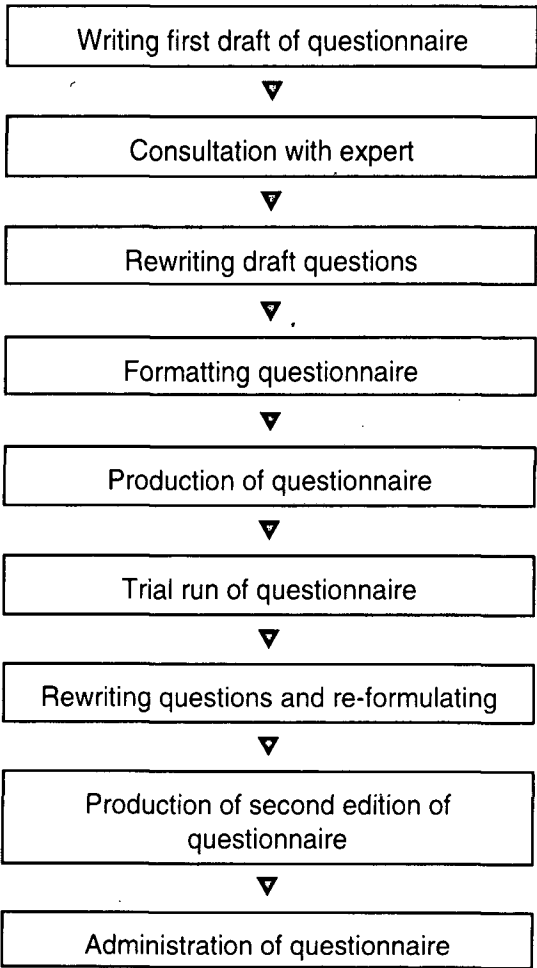 Writing first draft of questionnaire
Consultation with expert
Rewriting draft questions
Formatting questionnaire
Production of questionnaire
Trial run of questionnaire
Rewriting questions and re-formulating
Production of second edition of
questionnaire
Administration of questionnaire